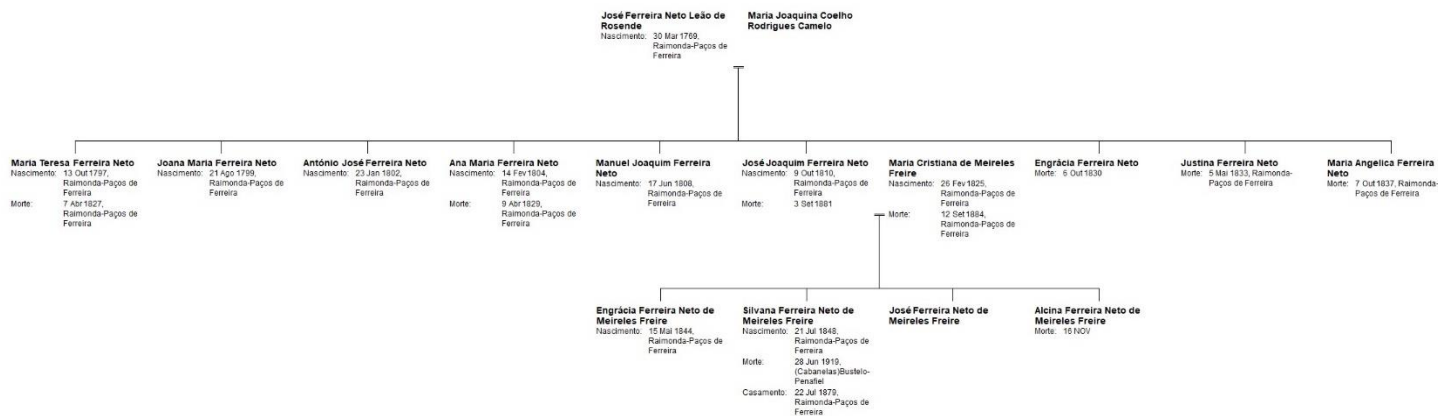 José Ferreira Neto Leão de
Rosende
Nascimento: 30 Mar 1769,
Raimonda-Paços de
Ferreira
Maria Joaquina Coelho
Rodrigues Camelo
Maria Teresa Ferreira Neto
Nascimento: 13 Out 1797,
Raimonda-Paços de
Ferreira
Morte: 7 Abr 1827,
Raimonda-Paços de
Ferreira
Joana Maria Ferreira Neto
Nascimento: 21 Ago 1799,
Raimonda-Paços de
Ferreira
António José Ferreira Neto
Nascimento: 23 Jan 1802,
Raimonda-Paços de
Ferreira
Ana Maria Ferreira Neto
Nascimento: 14 Fev 1804,
Raimonda-Paços de
Ferreira
Morte: 9 Abr 1829,
Raimonda-Paços de
Ferreira
Manuel Joaquim Ferreira
Neto
Nascimento: 17 Jun 1808,
Raimonda-Paços de
Ferreira
José Joaquim Ferreira Neto
Nascimento: 9 Out 1810,
Raimonda-Paços de
Ferreira
Morte: 3 Set 1881
Maria Cristiana de Meireles
Freire
Nascimento: 26 Fev 1825,
Raimonda-Paços de
Ferreira
Morte: 12 Set 1884,
Raimonda-Paços de
Ferreira
Engrácia Ferreira Neto
Morte: 6 Out 1830
Justina Ferreira Neto
Morte: 5 Mai 1833, Raimonda-
Paços de Ferreira
Maria Angelica Ferreira
Neto
Morte: 7 Out 1837, Raimonda-
Paços de Ferreira
Engrácia Ferreira Neto de
Meireles Freire
Nascimento: 15 Mai 1844,
Raimonda-Paços de
Ferreira
Silvana Ferreira Neto de
Meireles Freire
Nascimento: 21 Jul 1848,
Raimonda-Paços de
Ferreira
Morte: 28 Jun 1919,
(Cabanelas)Bustelo-
Penafiel
Casamento: 22 Jul 1879,
Raimonda-Paços de
Ferreira
José Ferreira Neto de
Meireles Freire
Alcina Ferreira Neto de
Meireles Freire
Morte: 16 NOV